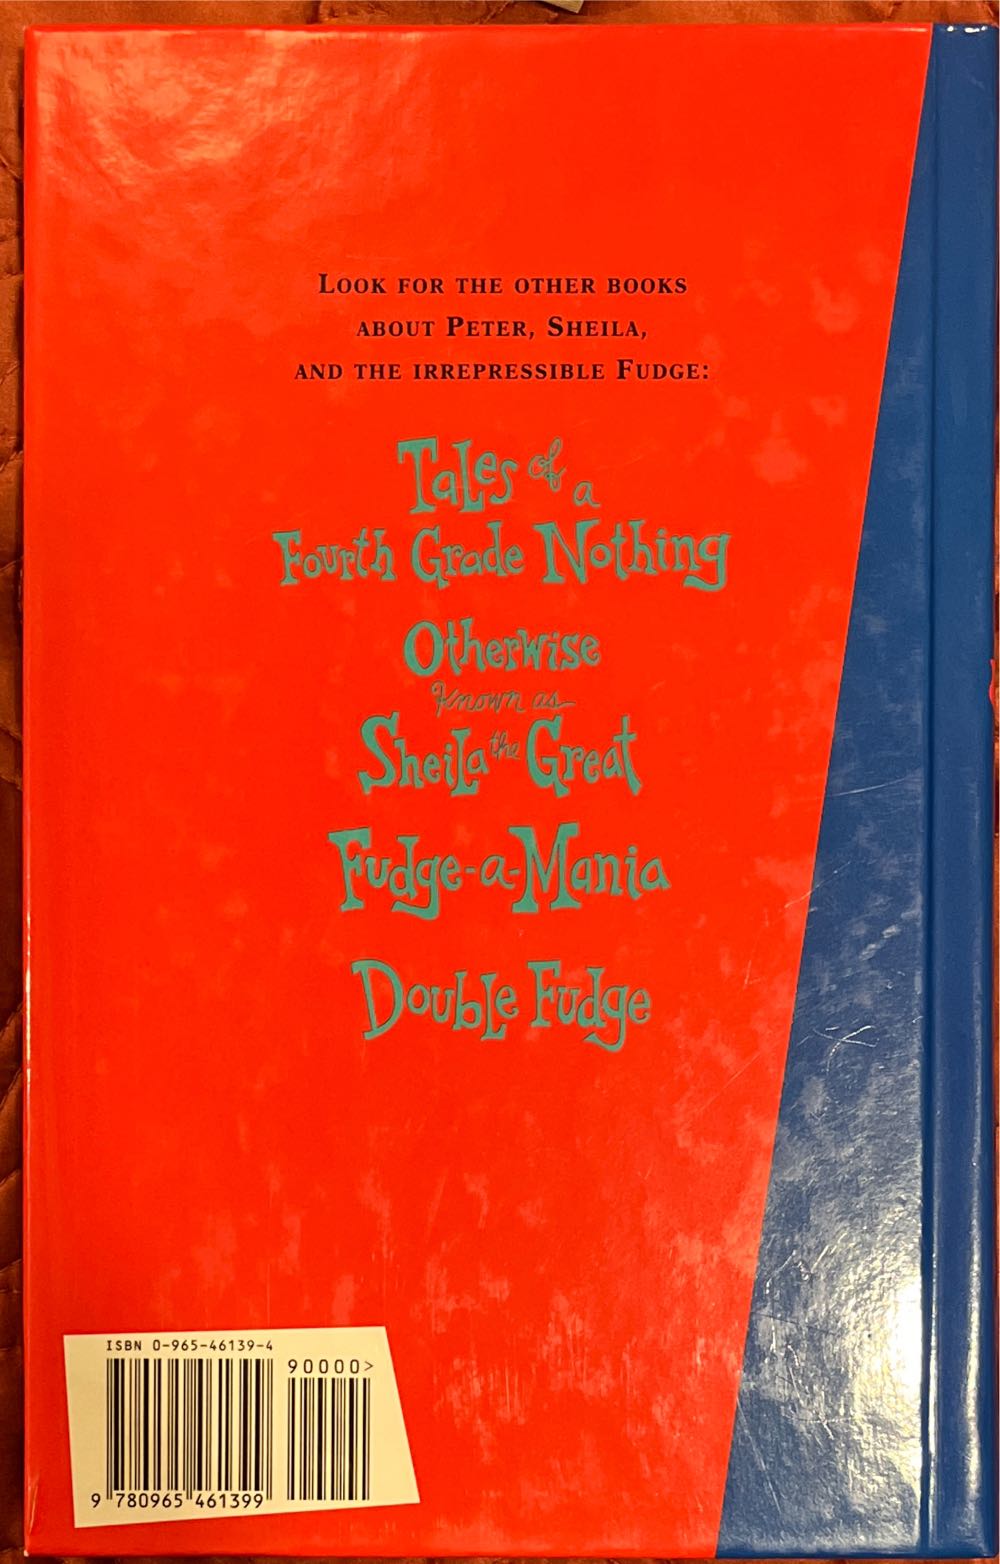 LOOK FOR THE OTHER BOOKS
ABOUT PETER, SHEILA,
AND THE IRREPRESSIBLE FUDGE:
Tales of a
Fourth Grade Nothing
Otherwise
Known as
Sheila the Great
Fudge-a-Mania
Double Fudge
ISBN 0-965-46139-4
90000>
9 780965 461399